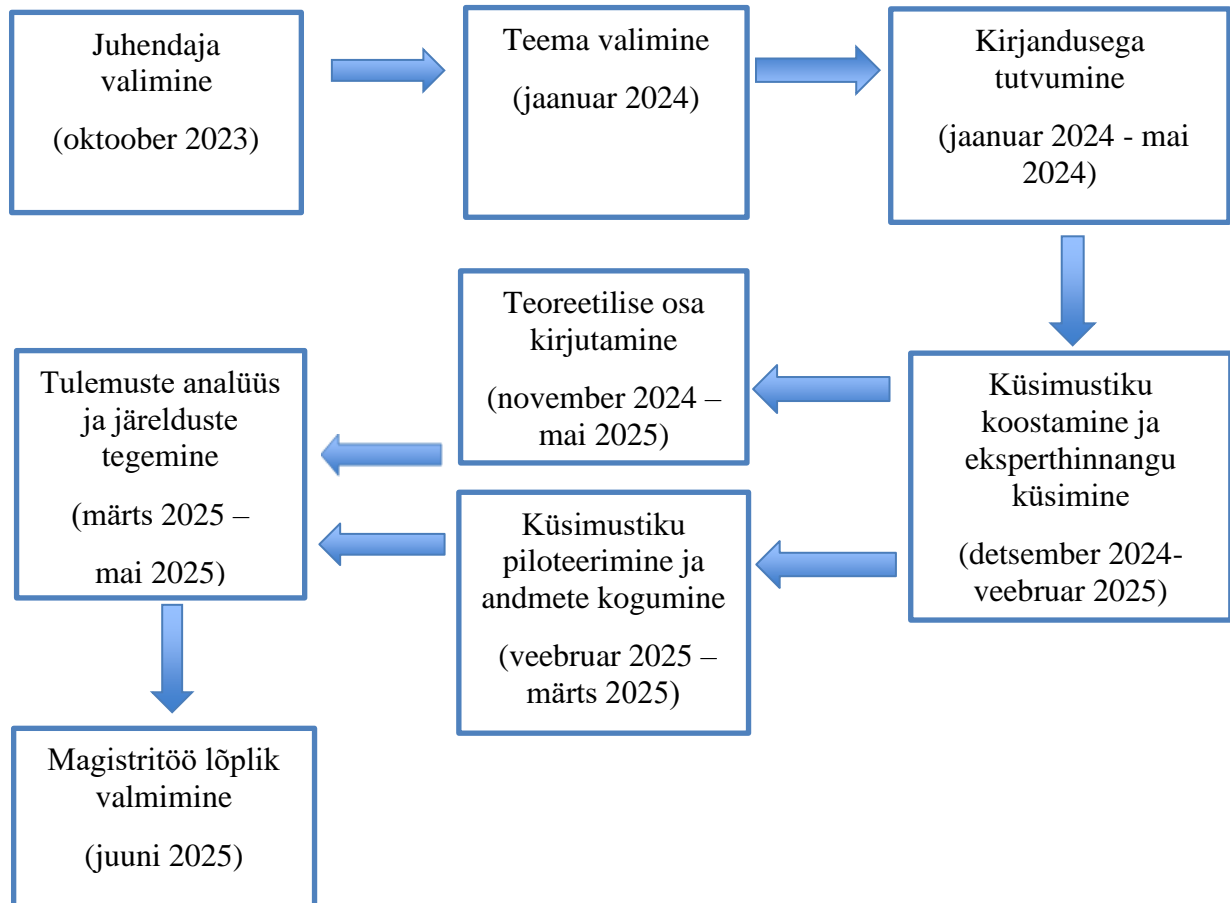 Juhendaja
valimine
(oktoober 2023)
Teema valimine
(jaanuar 2024)
Kirjandusega
tutvumine
(jaanuar 2024 - mai
2024)
Küsimustiku
koostamine ja
eksperthinnangu
küsimine
(detsember 2024-
veebruar 2025)
Teoreetilise osa
kirjutamine
(november 2024 –
mai 2025)
Küsimustiku
piloteerimine ja
andmete kogumine
(veebruar 2025 –
märts 2025)
Tulemuste analüüs
ja järelduste
tegemine
(märts 2025 –
mai 2025)
Magistritöö lõplik
valmimine
(juuni 2025)